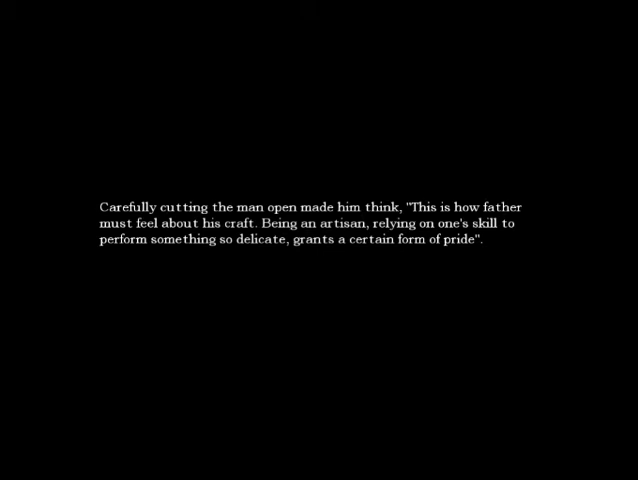 Carefully cutting the man open made him think, "This is how father
must feel about his craft. Being an artisan, relying on one's skill to
perform something so delicate, grants a certain form of pride".